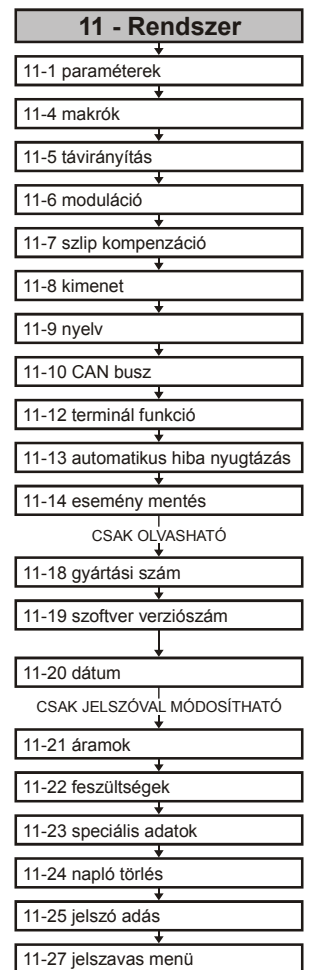 11 - Rendszer
11-1 paraméterek
11-4 makrók
11-5 távirányítás
11-6 moduláció
11-7 szlip kompenzáció
11-8 kimenet
11-9 nyelv
11-10 CAN busz
11-12 terminál funkció
11-13 automatikus hiba nyugtázás
11-14 esemény mentés
CSAK OLVASHATÓ
11-18 gyártási szám
11-19 szoftver verziószám
11-20 dátum
CSAK JELSZÓVAL MÓDOSÍTHATÓ
11-21 áramok
11-22 feszültségek
11-23 speciális adatok
11-24 napló törlés
11-25 jelszó adás
11-27 jelszavas menü